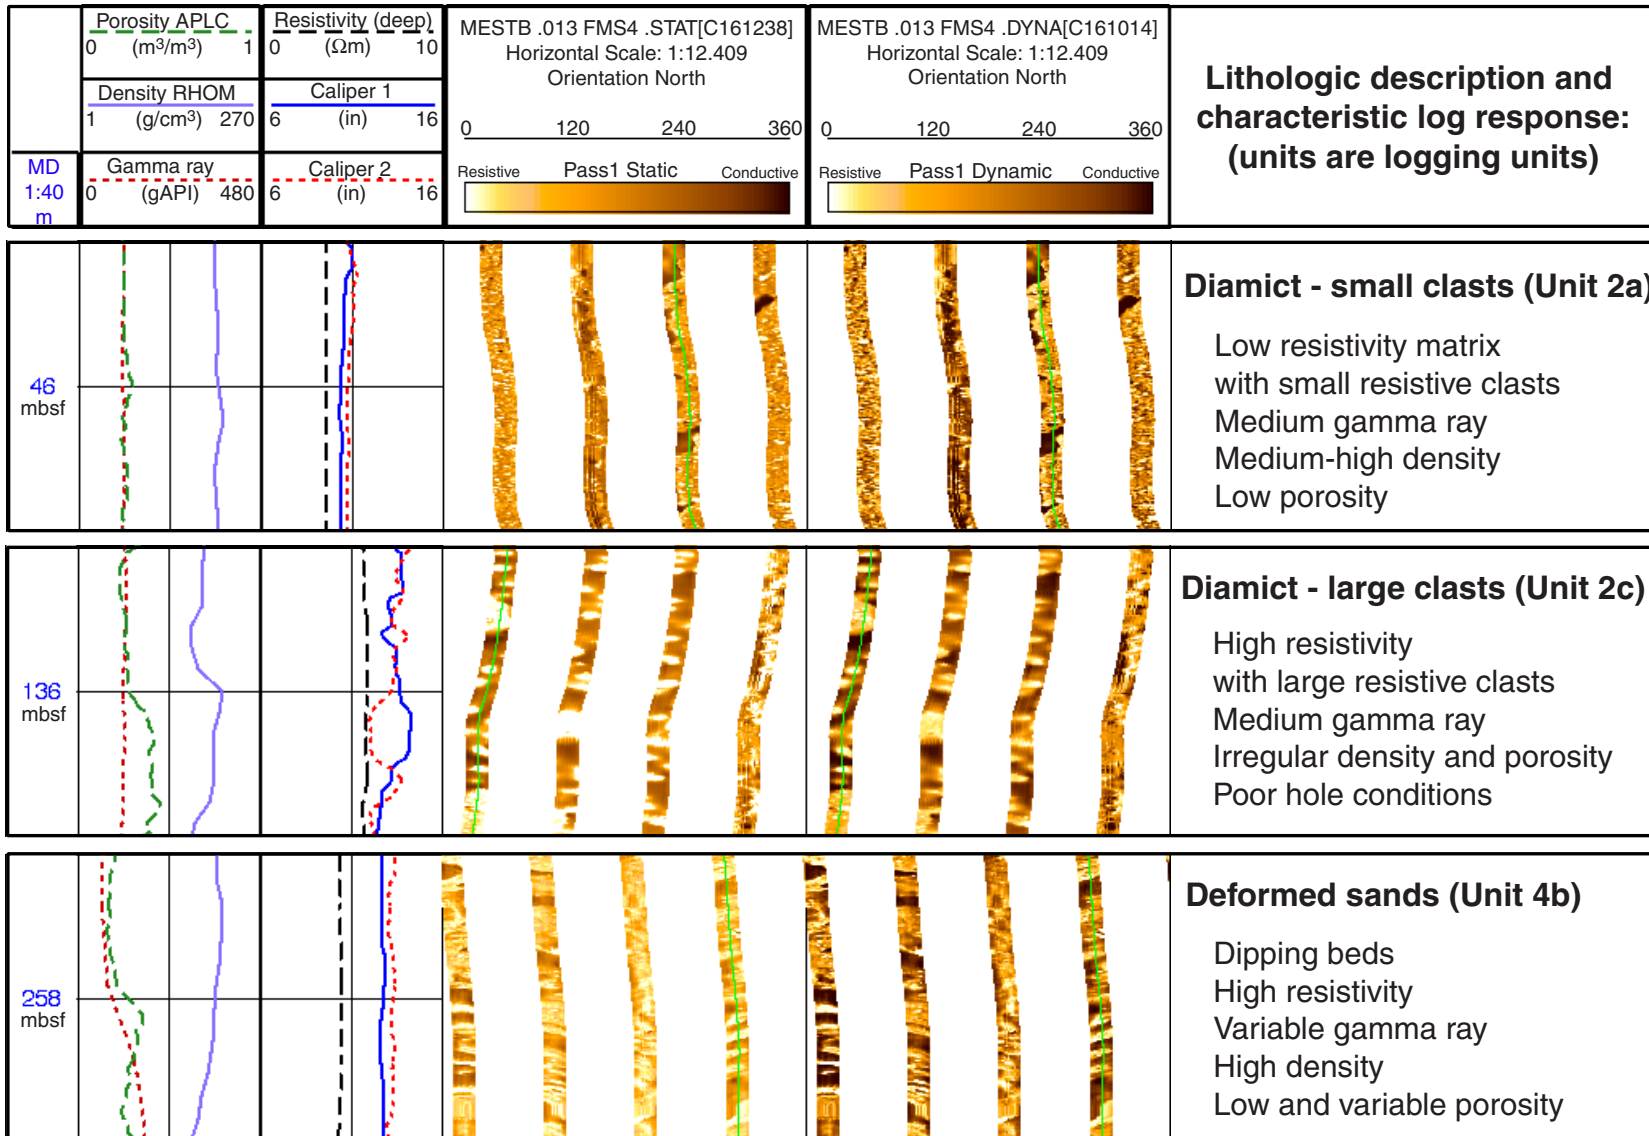 Porosity APLC
0 (m³/m³) 1
Density RHOM
1 (g/cm³) 270
MD
1:40
m
Gamma ray
0 (gAPI) 480
Resistivity (deep)
0 (Ωm) 10
Caliper 1
6 (in) 16
Caliper 2
6 (in) 16
MESTB .013 FMS4 .STAT[C161238]
Horizontal Scale: 1:12.409
Orientation North
0 120 240 360
Resistive Pass1 Static Conductive
MESTB .013 FMS4 .DYNA[C161014]
Horizontal Scale: 1:12.409
Orientation North
0 120 240 360
Resistive Pass1 Dynamic Conductive
Lithologic description and
characteristic log response:
(units are logging units)
46
mbsf
Diamict - small clasts (Unit 2a)
Low resistivity matrix
with small resistive clasts
Medium gamma ray
Medium-high density
Low porosity
136
mbsf
Diamict - large clasts (Unit 2c)
High resistivity
with large resistive clasts
Medium gamma ray
Irregular density and porosity
Poor hole conditions
258
mbsf
Deformed sands (Unit 4b)
Dipping beds
High resistivity
Variable gamma ray
High density
Low and variable porosity